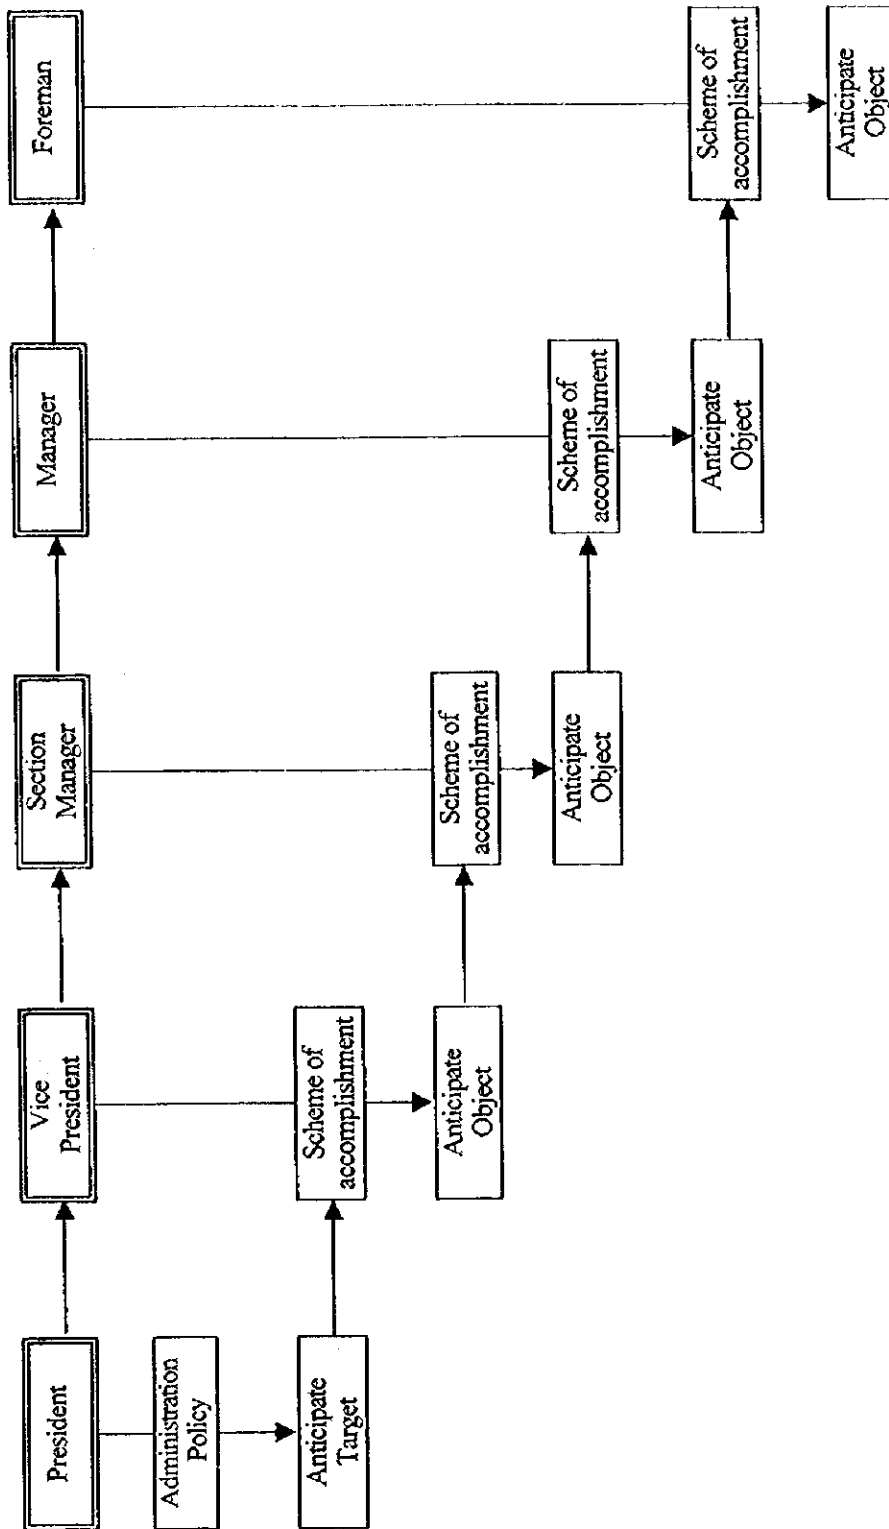 President
Vice
President
Section
Manager
Manager
Foreman
Administration
Policy
Anticipate
Target
Scheme of
accomplishment
Anticipate
Object
Scheme of
accomplishment
Anticipate
Object
Scheme of
accomplishment
Anticipate
Object
Scheme of
accomplishment
Anticipate
Object